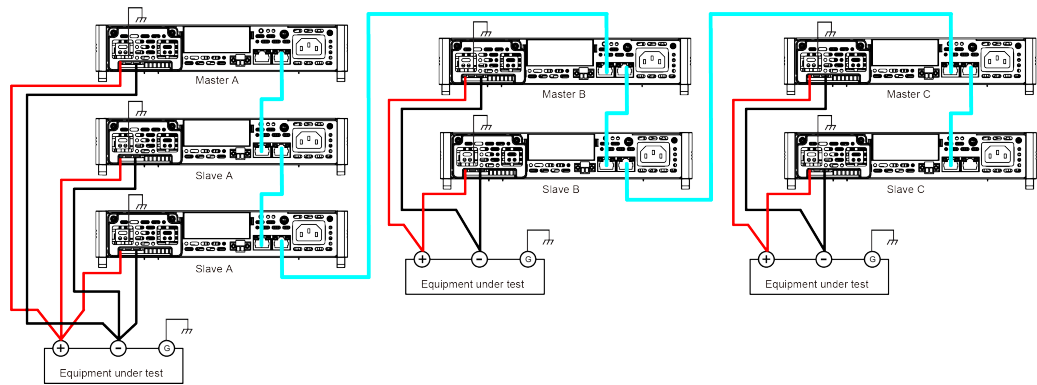 Master A
Slave A
Slave A
G
Equipment under test
Master B
Slave B
G
Equipment under test
Master C
Slave C
G
Equipment under test